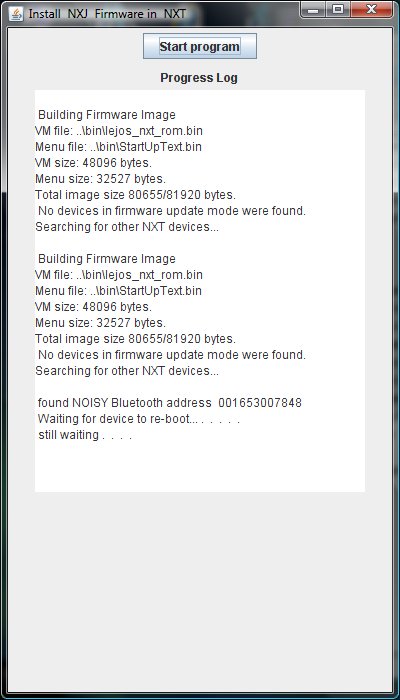 Install NXJ Firmware in NXT
Start program
Progress Log
Building Firmware Image
VM file: ..\bin\lejos_nxt_rom.bin
Menu file: ..\bin\StartUpText.bin
VM size: 48096 bytes.
Menu size: 32527 bytes.
Total image size 80655/81920 bytes.
No devices in firmware update mode were found.
Searching for other NXT devices...
Building Firmware Image
VM file: ..\bin\lejos_nxt_rom.bin
Menu file: ..\bin\StartUpText.bin
VM size: 48096 bytes.
Menu size: 32527 bytes.
Total image size 80655/81920 bytes.
No devices in firmware update mode were found.
Searching for other NXT devices...
found NOISY Bluetooth address 001653007848
Waiting for device to re-boot... . . . . .
still waiting . . . .